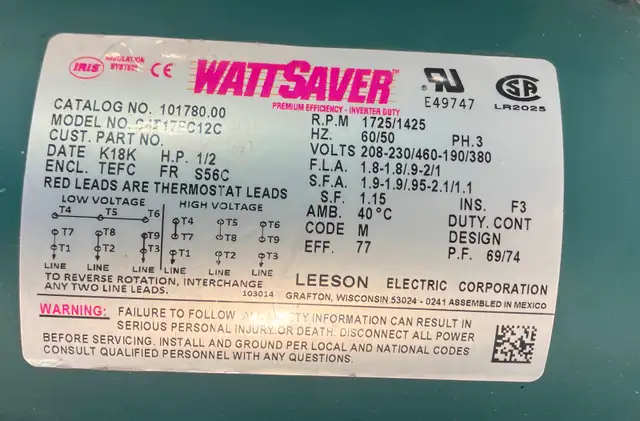 IRIS INSULATION SYSTEM CE
WATTSAVER™
PREMIUM EFFICIENCY - INVERTER DUTY
E49747
LR2025
CATALOG NO. 101780.00
MODEL NO.
CUST. PART NO.
DATE K18K H.P. 1/2
ENCL. TEFC FR S56C
RED LEADS ARE THERMOSTAT LEADS
R.P.M 1725/1425
HZ. 60/50 PH.3
VOLTS 208-230/460-190/380
F.L.A. 1.8-1.8/.9-2/1
S.F.A. 1.9-1.9/.95-2.1/1.1
S.F. 1.15 INS. F3
AMB. 40°C DUTY. CONT
CODE M DESIGN
EFF. 77 P.F. 69/74
LOW VOLTAGE HIGH VOLTAGE
T4 T5 T6 T4 T5 T6
T7 T8 T9 T7 T8 T9
T1 T2 T3 T1 T2 T3
LINE LINE LINE LINE LINE LINE
TO REVERSE ROTATION, INTERCHANGE
ANY TWO LINE LEADS.
103014
LEESON ELECTRIC CORPORATION
GRAFTON, WISCONSIN 53024 - 0241 ASSEMBLED IN MEXICO
WARNING: FAILURE TO FOLLOW INFORMATION CAN RESULT IN
SERIOUS PERSONAL INJURY OR DEATH. DISCONNECT ALL POWER
BEFORE SERVICING. INSTALL AND GROUND PER LOCAL AND NATIONAL CODES
CONSULT QUALIFIED PERSONNEL WITH ANY QUESTIONS.